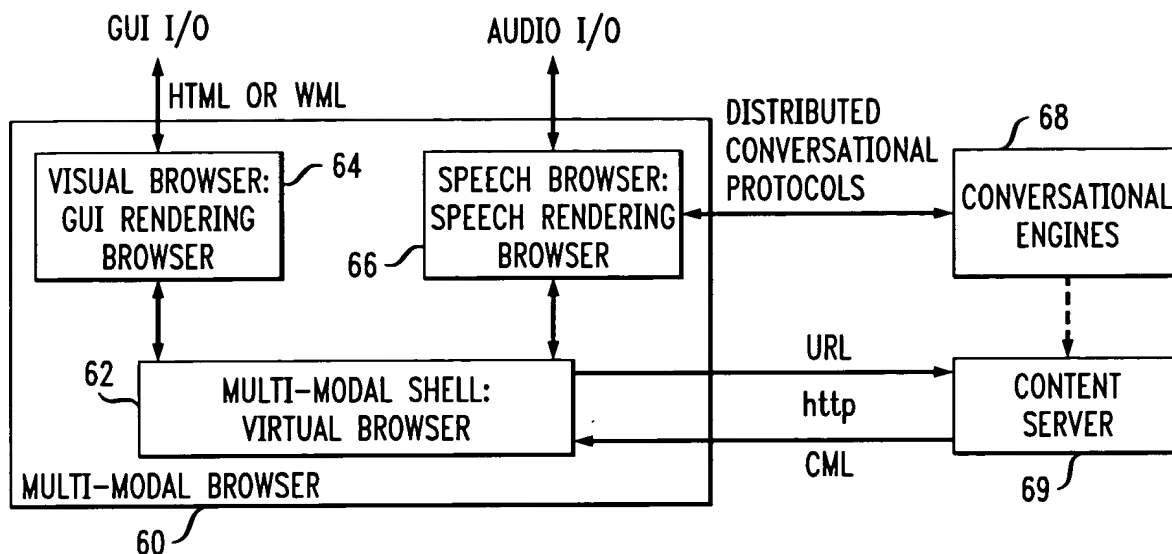 GUI I/O
AUDIO I/O
HTML OR WML
DISTRIBUTED
CONVERSATIONAL
PROTOCOLS
68
VISUAL BROWSER:
GUI RENDERING
BROWSER
64
SPEECH BROWSER:
SPEECH RENDERING
BROWSER
66
CONVERSATIONAL
ENGINES
62
MULTI-MODAL SHELL:
VIRTUAL BROWSER
URL
http
CML
CONTENT
SERVER
69
MULTI-MODAL BROWSER
60